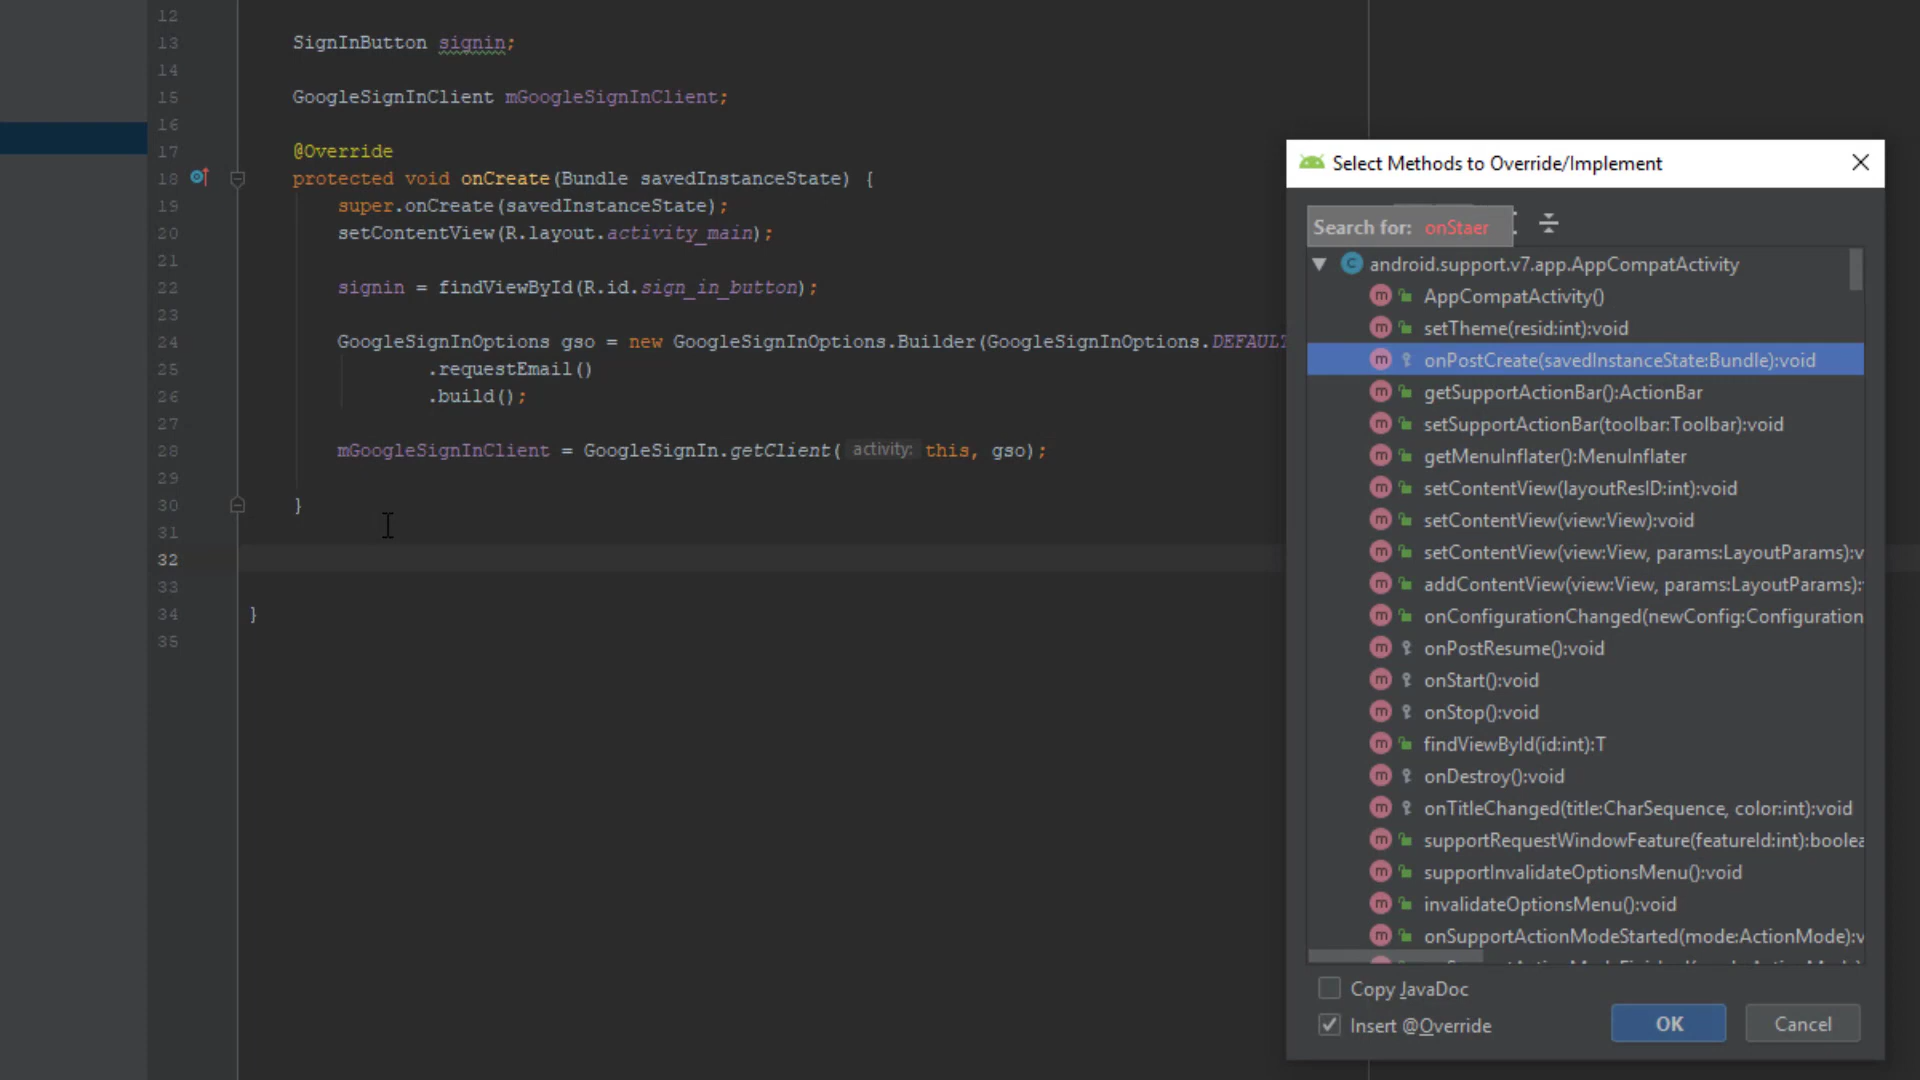 12
13 SignInButton signin;
14
15 GoogleSignInClient mGoogleSignInClient;
16
17 @Override
18 protected void onCreate(Bundle savedInstanceState) {
19 super.onCreate(savedInstanceState);
20 setContentView(R.layout.activity_main);
21
22 signin = findViewById(R.id.sign_in_button);
23
24 GoogleSignInOptions gso = new GoogleSignInOptions.Builder(GoogleSignInOptions.DEFAULT
25 .requestEmail()
26 .build();
27
28 mGoogleSignInClient = GoogleSignIn.getClient( activity: this, gso);
29
30 }
31
32
33
34 }
35
Select Methods to Override/Implement
Search for: onStaer
android.support.v7.app.AppCompatActivity
AppCompatActivity()
setTheme(resid:int):void
onPostCreate(savedInstanceState:Bundle):void
getSupportActionBar():ActionBar
setSupportActionBar(toolbar:Toolbar):void
getMenuInflater():MenuInflater
setContentView(layoutResID:int):void
setContentView(view:View):void
setContentView(view:View, params:LayoutParams):v
addContentView(view:View, params:LayoutParams):
onConfigurationChanged(newConfig:Configuration
onPostResume():void
onStart():void
onStop():void
findViewById(id:int):T
onDestroy():void
onTitleChanged(title:CharSequence, color:int):void
supportRequestWindowFeature(featureId:int):boolea
supportInvalidateOptionsMenu():void
invalidateOptionsMenu():void
onSupportActionModeStarted(mode:ActionMode):v
Copy JavaDoc
Insert @Override
OK
Cancel